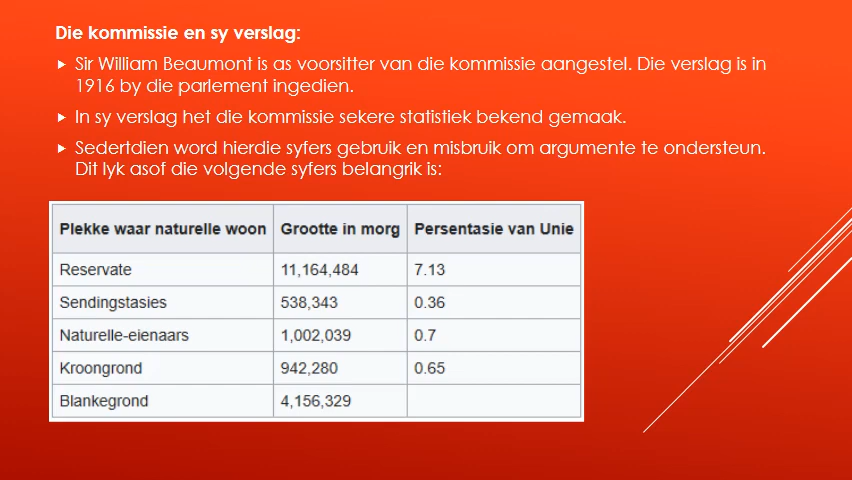 Die kommissie en sy verslag:
Sir William Beaumont is as voorsitter van die kommissie aangestel. Die verslag is in
1916 by die parlement ingedien.
In sy verslag het die kommissie sekere statistiek bekend gemaak.
Sedertdien word hierdie syfers gebruik en misbruik om argumente te ondersteun.
Dit lyk asof die volgende syfers belangrik is:
Plekke waar naturelle woon Grootte in morg Persentasie van Unie
Reservate 11,164,484 7.13
Sendingstasies 538,343 0.36
Naturelle-eienaars 1,002,039 0.7
Kroongrond 942,280 0.65
Blankegrond 4,156,329